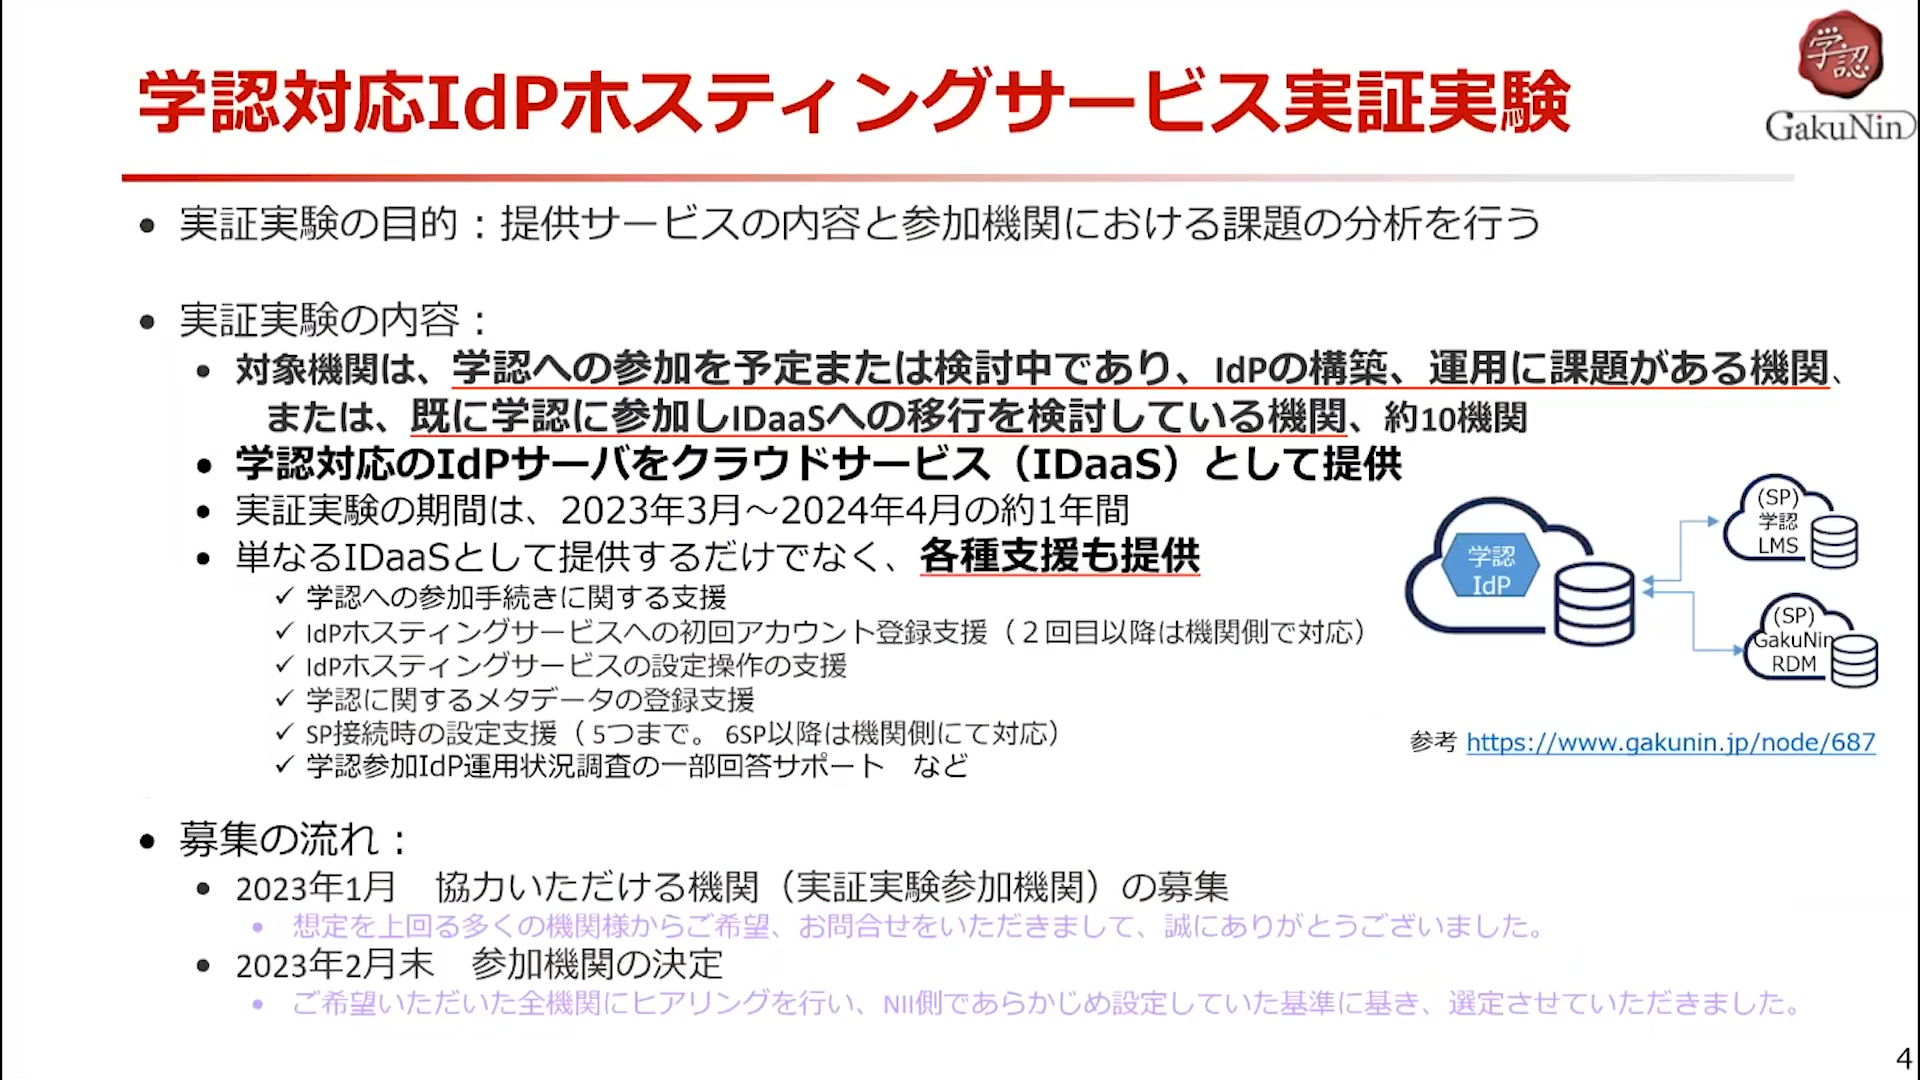 学認対応IdPホスティングサービス実証実験
学認
GakuNin
• 実証実験の目的：提供サービスの内容と参加機関における課題の分析を行う
• 実証実験の内容：
• 対象機関は、学認への参加を予定または検討中であり、IdPの構築、運用に課題がある機関、
または、既に学認に参加しIDaaSへの移行を検討している機関、約10機関
• 学認対応のIdPサーバをクラウドサービス（IDaaS）として提供
• 実証実験の期間は、2023年3月～2024年4月の約1年間
• 単なるIDaaSとして提供するだけでなく、各種支援も提供
✓ 学認への参加手続きに関する支援
✓ IdPホスティングサービスへの初回アカウント登録支援（２回目以降は機関側で対応）
✓ IdPホスティングサービスの設定操作の支援
✓ 学認に関するメタデータの登録支援
✓ SP接続時の設定支援（ 5つまで。 6SP以降は機関側にて対応）
✓ 学認参加IdP運用状況調査の一部回答サポート　など
学認
IdP
(SP)
学認
LMS
(SP)
GakuNin
RDM
参考 https://www.gakunin.jp/node/687
• 募集の流れ：
• 2023年1月　協力いただける機関（実証実験参加機関）の募集
• 想定を上回る多くの機関様からご希望、お問合せをいただきまして、誠にありがとうございました。
• 2023年2月末　参加機関の決定
• ご希望いただいた全機関にヒアリングを行い、NII側であらかじめ設定していた基準に基き、選定させていただきました。
4